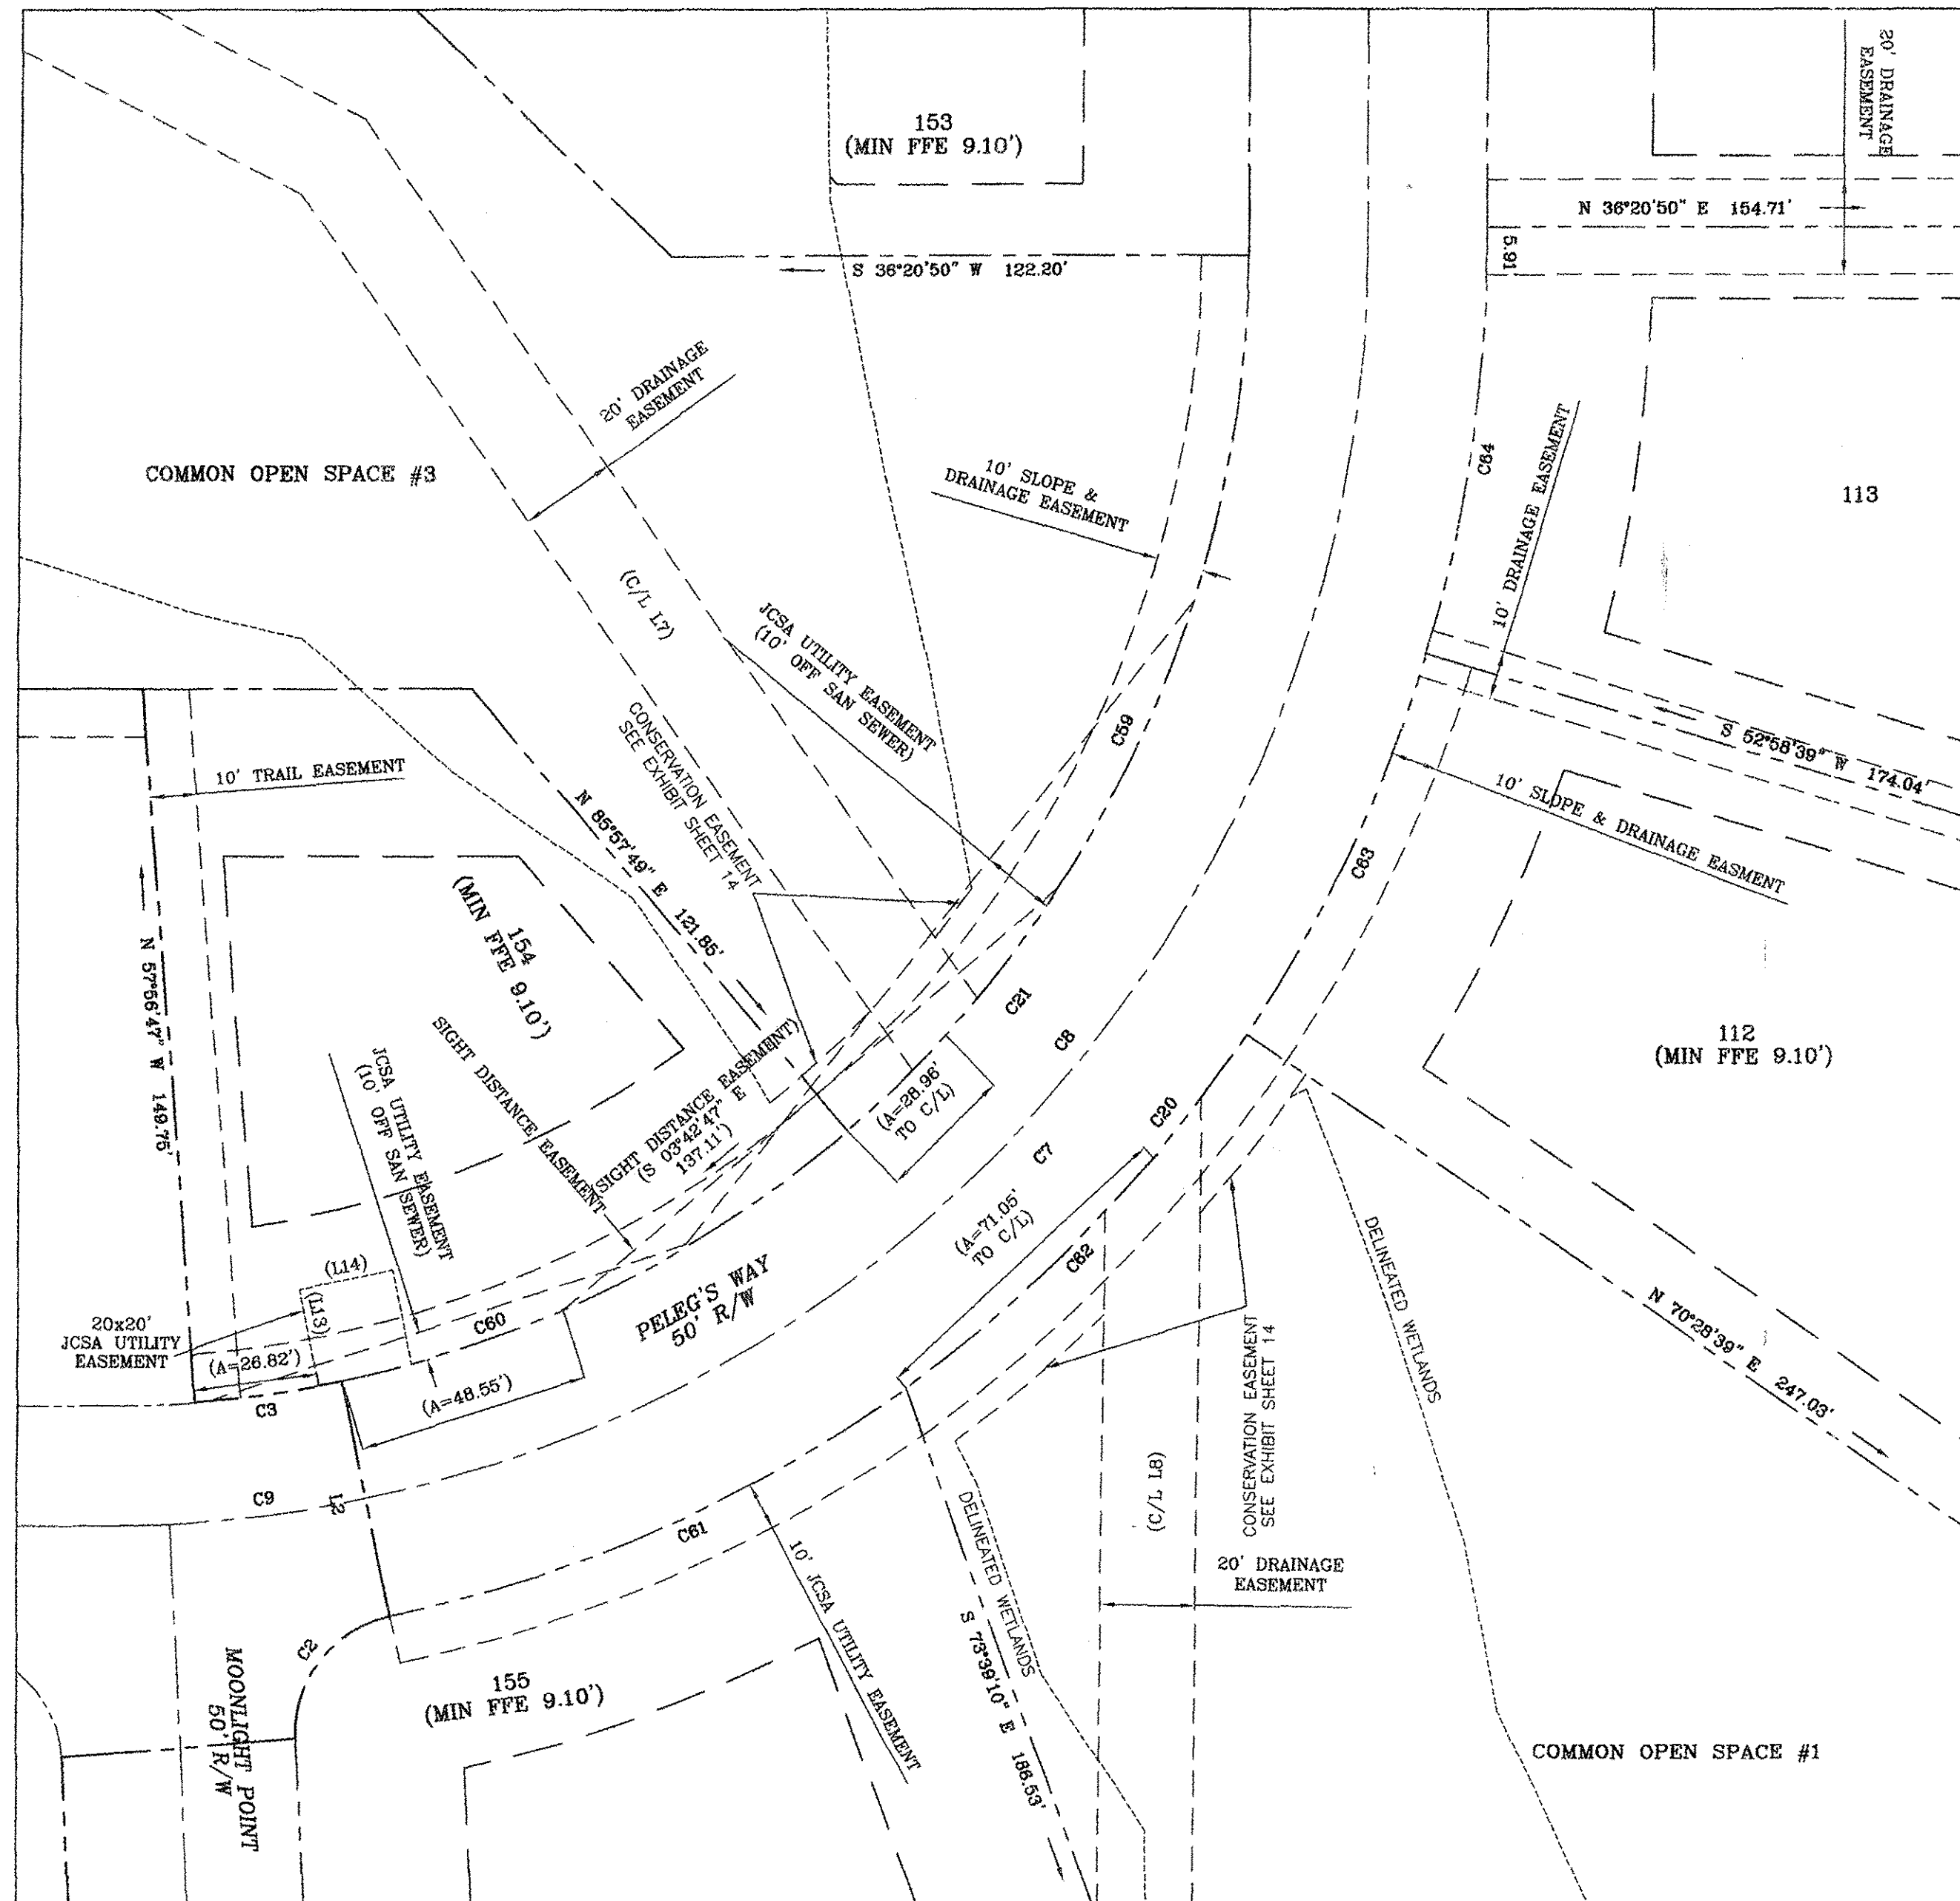 153
(MIN FFE 9.10')
20' DRAINAGE
EASEMENT
N 36°20'50" E 154.71'
5.91
S 36°20'50" W 122.20'
20' DRAINAGE
EASEMENT
COMMON OPEN SPACE #3
10' SLOPE &
DRAINAGE EASEMENT
C64
10' DRAINAGE EASEMENT
113
(C/L L7)
JCSA UTILITY EASEMENT
(10' OFF SAN SEWER)
C59
S 52°58'39" W 174.04'
10' SLOPE & DRAINAGE EASMENT
CONSERVATION EASEMENT
SEE EXHIBIT SHEET 14
10' TRAIL EASEMENT
N 85°57'49" E 121.85'
C63
154
(MIN FFE 9.10')
N 57°56'47" W 149.75'
C21
C8
112
(MIN FFE 9.10')
SIGHT DISTANCE EASEMENT
SIGHT DISTANCE EASEMENT)
(S 03°42'47" E
137.11')
(A=28.96'
TO C/L)
C20
C7
JCSA UTILITY EASEMENT
(10' OFF SAN SEWER)
(A=71.05'
TO C/L)
C62
DELINEATED WETLANDS
(L14)
(L13)
20x20'
JCSA UTILITY
EASEMENT
C60
PELEG'S WAY
50' R/W
(A=26.82')
C3
(A=48.55')
N 70°28'39" E 247.03'
CONSERVATION EASEMENT
SEE EXHIBIT SHEET 14
C9
L2
C61
(C/L L8)
DELINEATED WETLANDS
20' DRAINAGE
EASEMENT
10' JCSA UTILITY EASEMENT
S 73°39'10" E 186.53'
C2
MOONLIGHT POINT
50' R/W
155
(MIN FFE 9.10')
COMMON OPEN SPACE #1